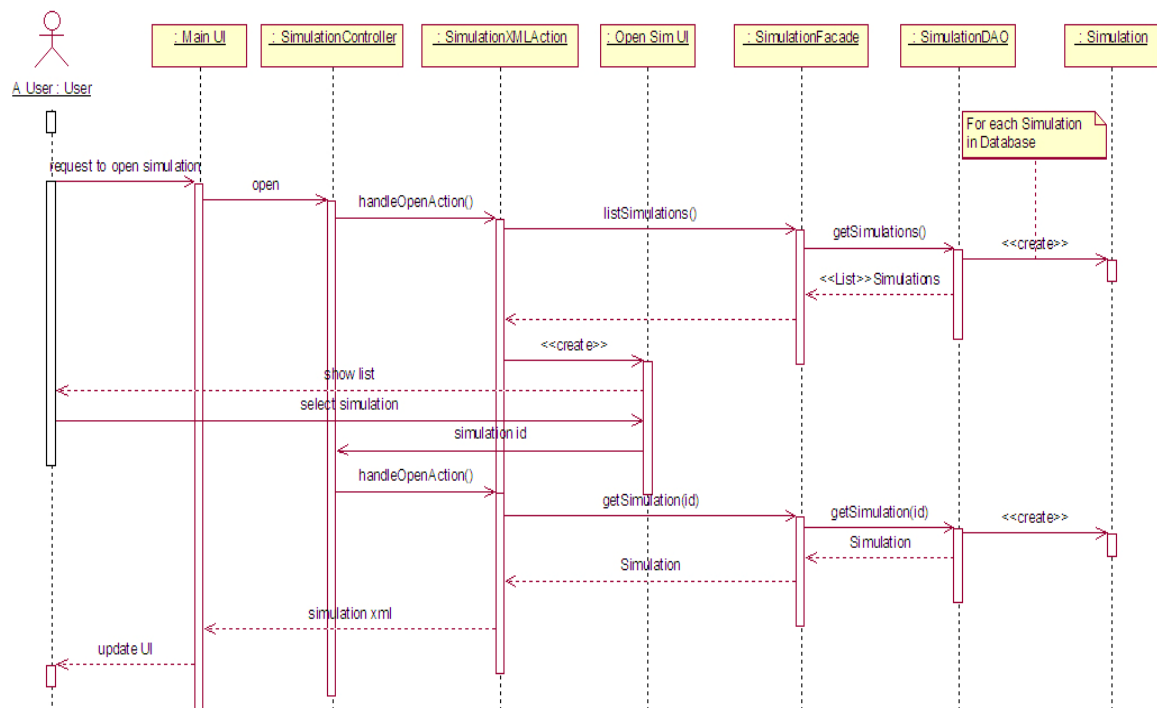 : Main UI
: SimulationController
: SimulationXMLAction
: Open Sim UI
: SimulationFacade
: SimulationDAO
: Simulation
A User : User
For each Simulation
in Database
request to open simulation
open
handleOpenAction()
listSimulations()
getSimulations()
<<create>>
<<List>>Simulations
<<create>>
show list
select simulation
simulation id
handleOpenAction()
getSimulation(id)
getSimulation(id)
<<create>>
Simulation
Simulation
simulation xml
update UI